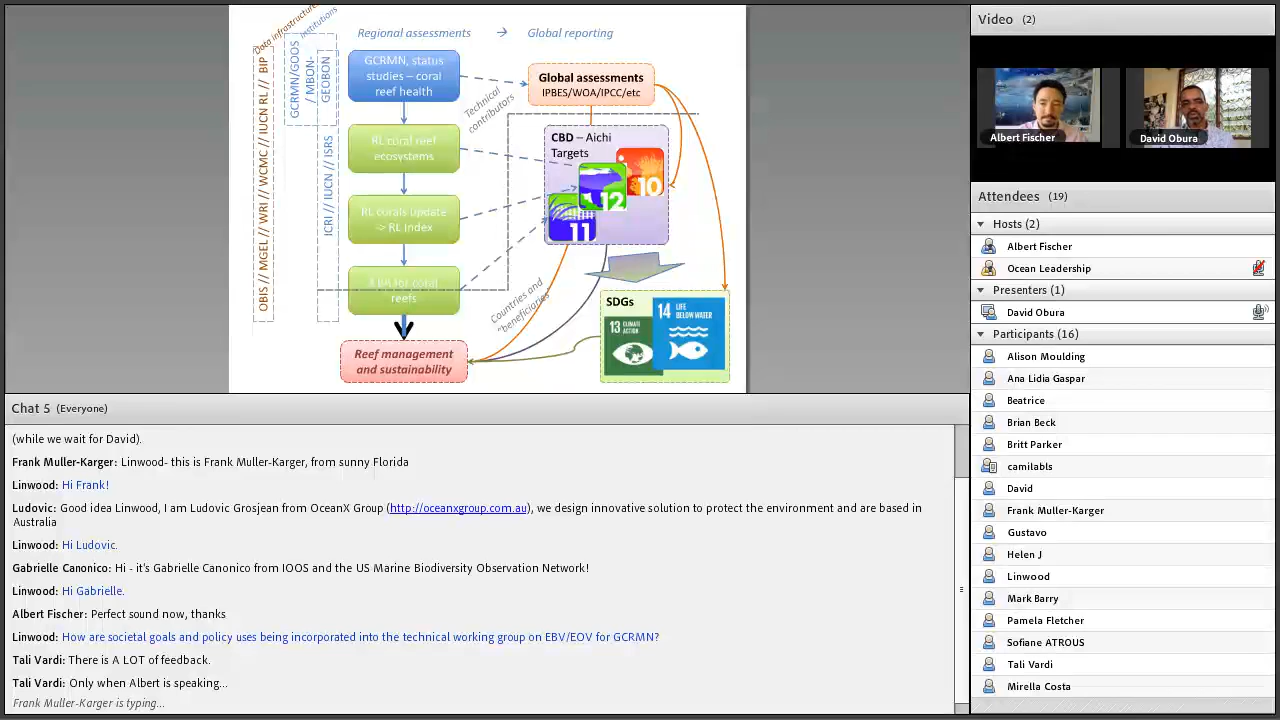 Data infrastructures
institutions
OBIS // MGEL // WRI // WCMC // IUCN RL // BIP
GCRMN/GOOS
/ MBON-
GEOBON
ICRI // IUCN // ISRS
Regional assessments → Global reporting
GCRMN, status
studies – coral
reef health
RL coral reef
ecosystems
RL corals update
-> RL Index
for coral
reefs
Reef management
and sustainability
Technical
contributors
Global assessments
IPBES/WOA/IPCC/etc
CBD – Aichi
Targets
10
12
11
Countries and
"beneficiaries"
SDGs
13 CLIMATE
ACTION
14 LIFE
BELOW WATER
Video (2)
Albert Fischer
David Obura
Attendees (19)
Hosts (2)
Albert Fischer
Ocean Leadership
Presenters (1)
David Obura
Participants (16)
Alison Moulding
Ana Lidia Gaspar
Beatrice
Brian Beck
Britt Parker
camilabls
David
Frank Muller-Karger
Gustavo
Helen J
Linwood
Mark Barry
Pamela Fletcher
Sofiane ATROUS
Tali Vardi
Mirella Costa
Chat 5 (Everyone)
(while we wait for David).
Frank Muller-Karger: Linwood- this is Frank Muller-Karger, from sunny Florida
Linwood: Hi Frank!
Ludovic: Good idea Linwood, I am Ludovic Grosjean from OceanX Group (http://oceanxgroup.com.au), we design innovative solution to protect the environment and are based in
Australia
Linwood: Hi Ludovic.
Gabrielle Canonico: Hi - it's Gabrielle Canonico from IOOS and the US Marine Biodiversity Observation Network!
Linwood: Hi Gabrielle.
Albert Fischer: Perfect sound now, thanks
Linwood: How are societal goals and policy uses being incorporated into the technical working group on EBV/EOV for GCRMN?
Tali Vardi: There is A LOT of feedback.
Tali Vardi: Only when Albert is speaking...
Frank Muller-Karger is typing...